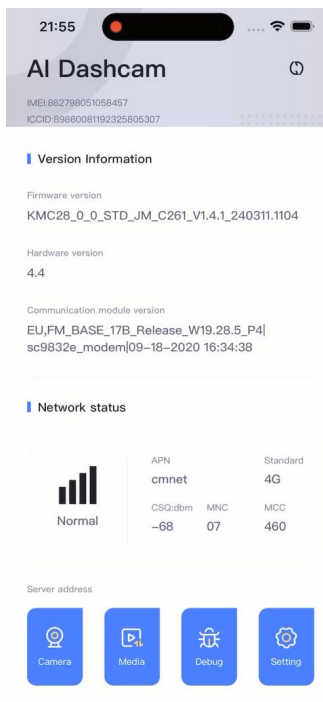 21:55
AI Dashcam
IMEI:862798051058457
ICCID:89860081192325805307
Version Information
Firmware version
KMC28_0_0_STD_JM_C261_V1.4.1_240311.1104
Hardware version
4.4
Communication module version
EU,FM_BASE_17B_Release_W19.28.5_P4|
sc9832e_modem|09-18-2020 16:34:38
Network status
APN
Standard
cmnet
4G
CSQ:dbm
MNC
MCC
Normal
-68
07
460
Server address
Camera
Media
Debug
Setting